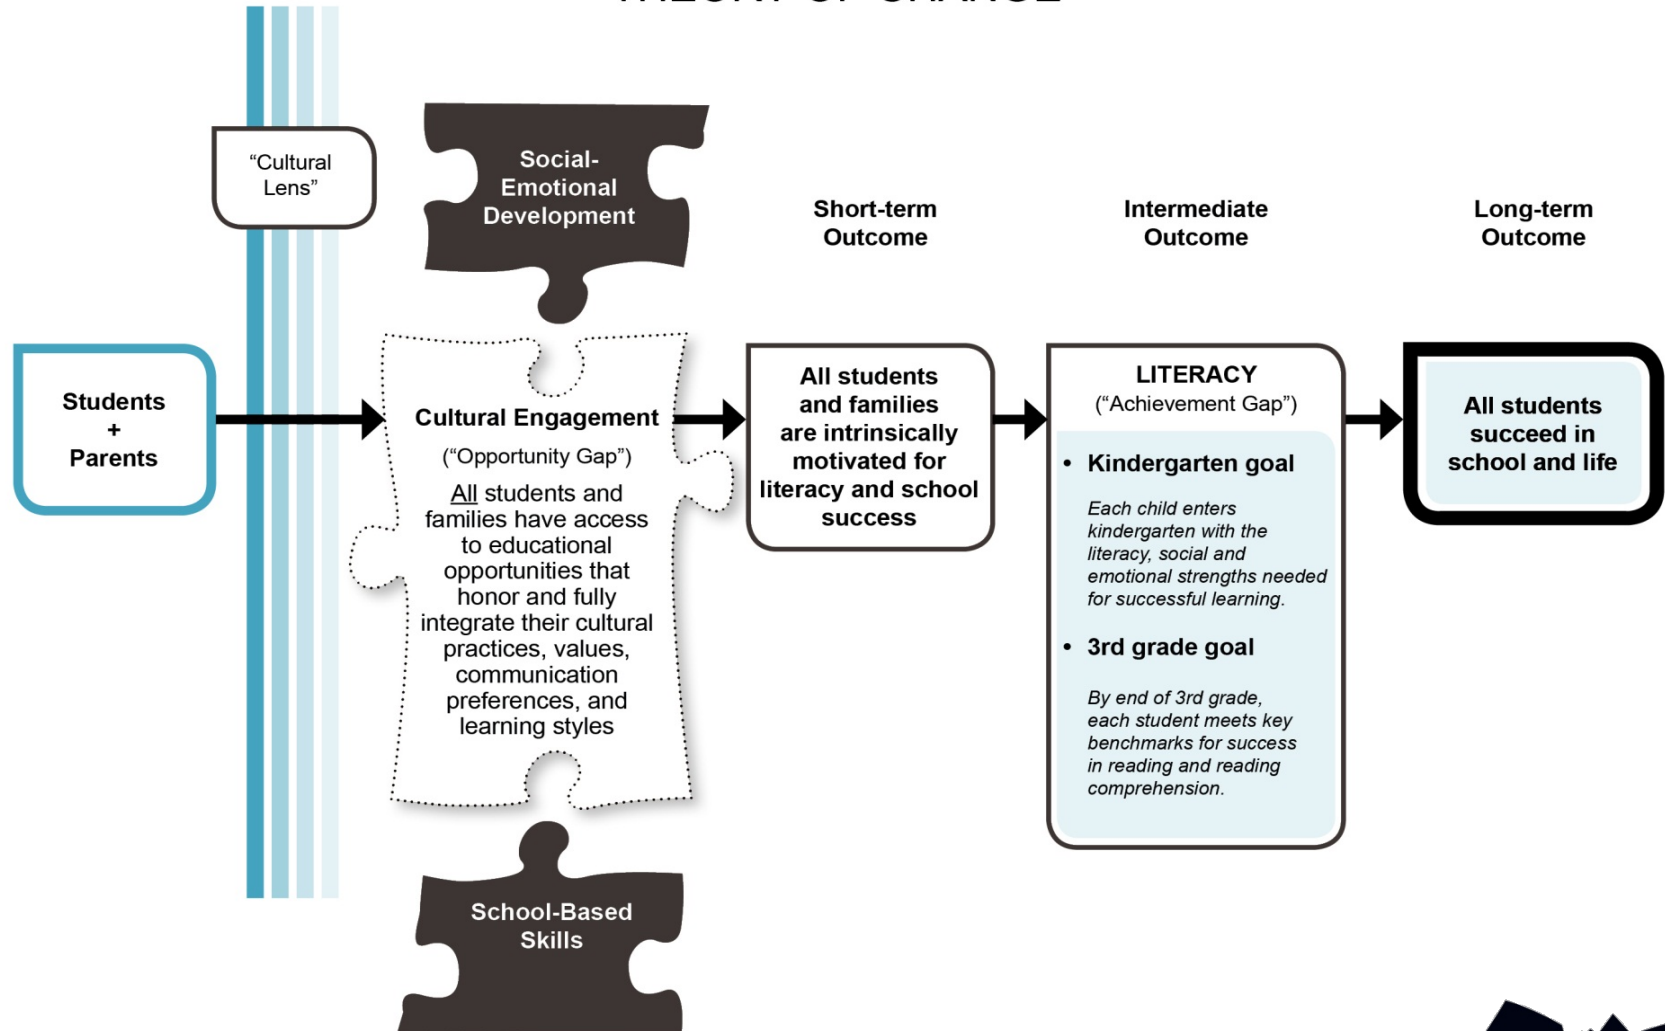 THEORY OF CHANGE
“Cultural
Lens”
Social-
Emotional
Development
Short-term
Outcome
Intermediate
Outcome
Long-term
Outcome
Students
+
Parents
Cultural Engagement
(“Opportunity Gap”)
All students and
families have access
to educational
opportunities that
honor and fully
integrate their cultural
practices, values,
communication
preferences, and
learning styles
All students
and families
are intrinsically
motivated for
literacy and school
success
LITERACY
(“Achievement Gap”)
• Kindergarten goal
Each child enters
kindergarten with the
literacy, social and
emotional strengths needed
for successful learning.
• 3rd grade goal
By end of 3rd grade,
each student meets key
benchmarks for success
in reading and reading
comprehension.
All students
succeed in
school and life
School-Based
Skills